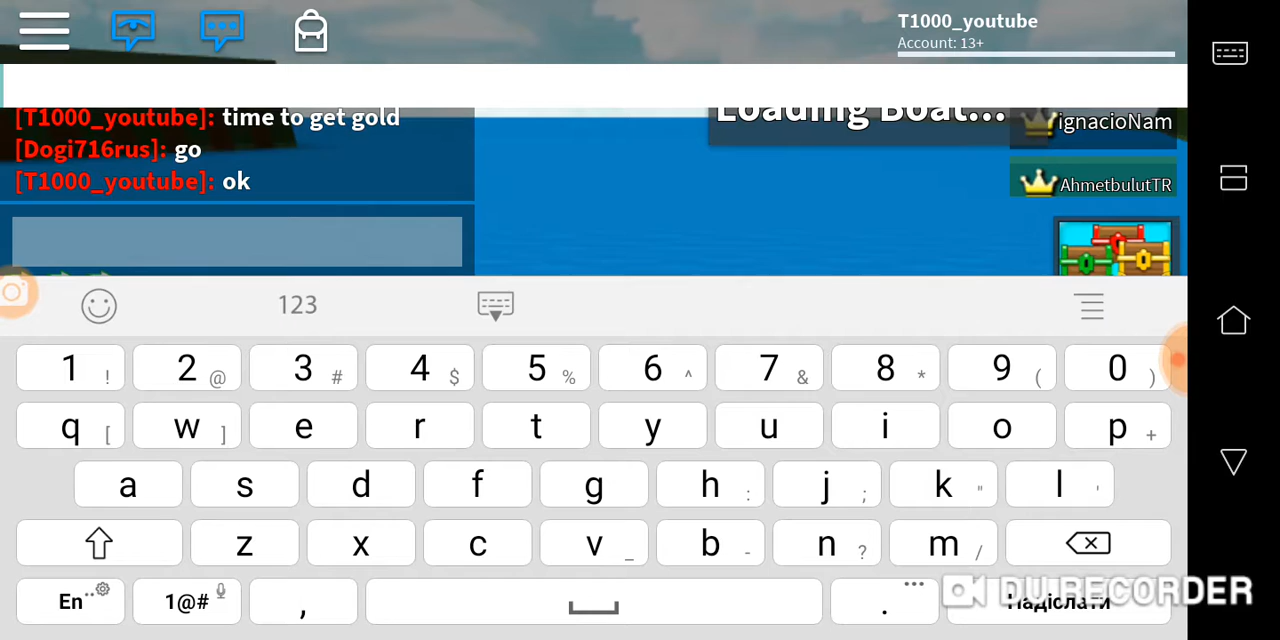 T1000_youtube
Account: 13+
Loading Boat...
[T1000_youtube]: time to get gold
ignacioNam
[Dogi716rus]: go
[T1000_youtube]: ok
AhmetbulutTR
123
1 ! 2 @ 3 # 4 $ 5 % 6 ^ 7 & 8 * 9 ( 0 )
q [ w ] e r t y u i o p +
a s d f g h : j ; k " l '
z x c v _ b - n ? m /
En 1@# , . Надіслати
DU RECORDER